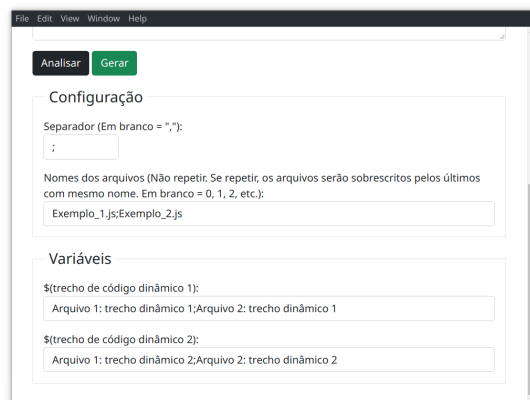 File Edit View Window Help
Analisar Gerar
Configuração
Separador (Em branco = ","):
;
Nomes dos arquivos (Não repetir. Se repetir, os arquivos serão sobrescritos pelos últimos
com mesmo nome. Em branco = 0, 1, 2, etc.):
Exemplo_1.js;Exemplo_2.js
Variáveis
$(trecho de código dinâmico 1):
Arquivo 1: trecho dinâmico 1;Arquivo 2: trecho dinâmico 1
$(trecho de código dinâmico 2):
Arquivo 1: trecho dinâmico 2;Arquivo 2: trecho dinâmico 2